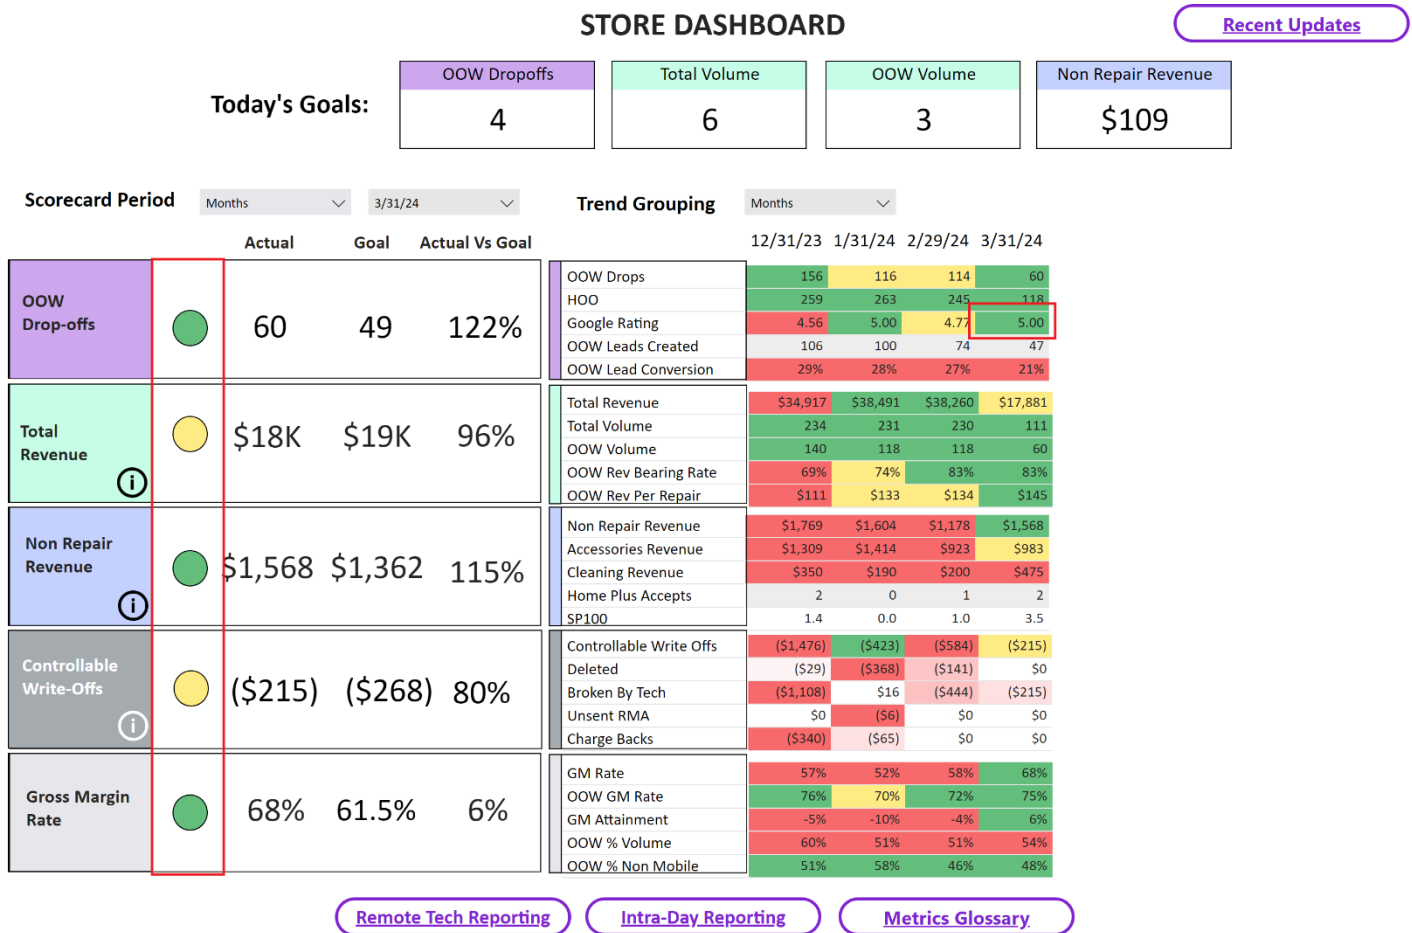 STORE DASHBOARD
Recent Updates
Today's Goals:
OOW Dropoffs
4
Total Volume
6
OOW Volume
3
Non Repair Revenue
$109
Scorecard Period
Months
3/31/24
Trend Grouping
Months
Actual Goal Actual Vs Goal
OOW
Drop-offs
60 49 122%
Total
Revenue
i
$18K $19K 96%
Non Repair
Revenue
i
$1,568 $1,362 115%
Controllable
Write-Offs
i
($215) ($268) 80%
Gross Margin
Rate
68% 61.5% 6%
12/31/23 1/31/24 2/29/24 3/31/24
OOW Drops 156 116 114 60
HOO 259 263 245 118
Google Rating 4.56 5.00 4.77 5.00
OOW Leads Created 106 100 74 47
OOW Lead Conversion 29% 28% 27% 21%
Total Revenue $34,917 $38,491 $38,260 $17,881
Total Volume 234 231 230 111
OOW Volume 140 118 118 60
OOW Rev Bearing Rate 69% 74% 83% 83%
OOW Rev Per Repair $111 $133 $134 $145
Non Repair Revenue $1,769 $1,604 $1,178 $1,568
Accessories Revenue $1,309 $1,414 $923 $983
Cleaning Revenue $350 $190 $200 $475
Home Plus Accepts 2 0 1 2
SP100 1.4 0.0 1.0 3.5
Controllable Write Offs ($1,476) ($423) ($584) ($215)
Deleted ($29) ($368) ($141) $0
Broken By Tech ($1,108) $16 ($444) ($215)
Unsent RMA $0 ($6) $0 $0
Charge Backs ($340) ($65) $0 $0
GM Rate 57% 52% 58% 68%
OOW GM Rate 76% 70% 72% 75%
GM Attainment -5% -10% -4% 6%
OOW % Volume 60% 51% 51% 54%
OOW % Non Mobile 51% 58% 46% 48%
Remote Tech Reporting
Intra-Day Reporting
Metrics Glossary